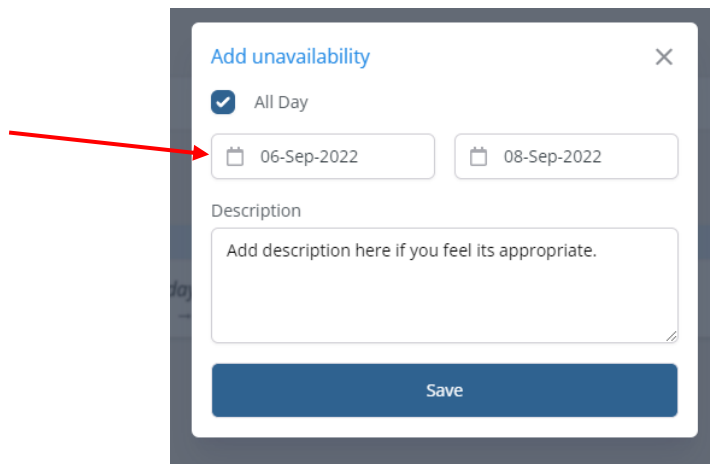 Add unavailability
All Day
06-Sep-2022 08-Sep-2022
Description
Add description here if you feel its appropriate.
day
Save